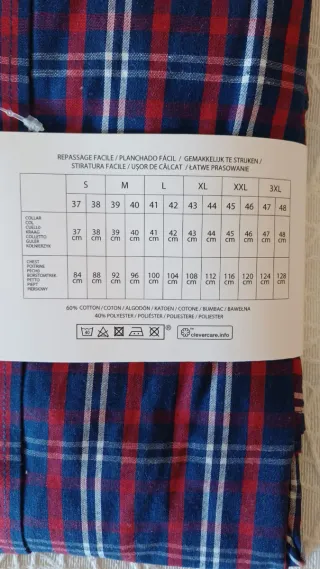 REPASSAGE FACILE / PLANCHADO FÁCIL / GEMAKKELIJK TE STRIJKEN /
STIRATURA FACILE / UȘOR DE CĂLCAT / ŁATWE PRASOWANIE
S M L XL XXL 3XL
37 38 39 40 41 42 43 44 45 46 47 48
COLLAR
COL
CUELLO
KRAAG
COLLETTO
GULER
KOŁNIERZYK
37 cm 38 cm 39 cm 40 cm 41 cm 42 cm 43 cm 44 cm 45 cm 46 cm 47 cm 48 cm
CHEST
POITRINE
PECHO
BORSTOMTREK
PETTO
PIEPT
84 cm 88 cm 92 cm 96 cm 100 cm 104 cm 108 cm 112 cm 116 cm 120 cm 124 cm 128 cm
60% COTTON / COTON / ALGODÓN / KATOEN / COTONE / BUMBAC / BAWEŁNA
40% POLYESTER / POLIÉSTER / POLIESTERE / POLIESTER
clevercare.info